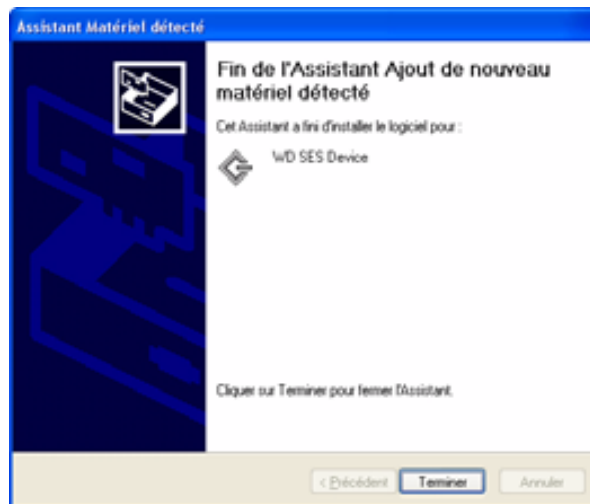 Assistant Matériel détecté
Fin de l'Assistant Ajout de nouveau
matériel détecté
Cet Assistant a fini d'installer le logiciel pour :
WD SES Device
Cliquer sur Terminer pour fermer l'Assistant.
< Précédent Terminer Annuler